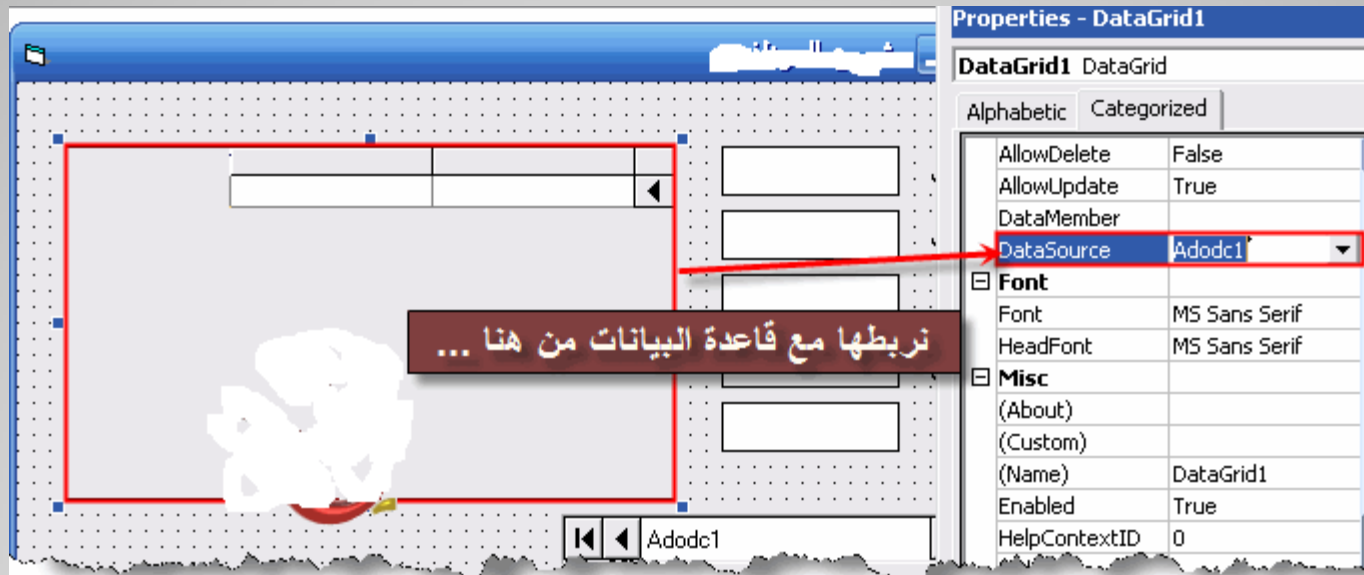 Properties - DataGrid1
DataGrid1 DataGrid
Alphabetic Categorized
AllowDelete False
AllowUpdate True
DataMember
DataSource Adodc1
Font
Font MS Sans Serif
HeadFont MS Sans Serif
Misc
(About)
(Custom)
(Name) DataGrid1
Enabled True
HelpContextID 0
نربطها مع قاعدة البيانات من هنا ...
Adodc1